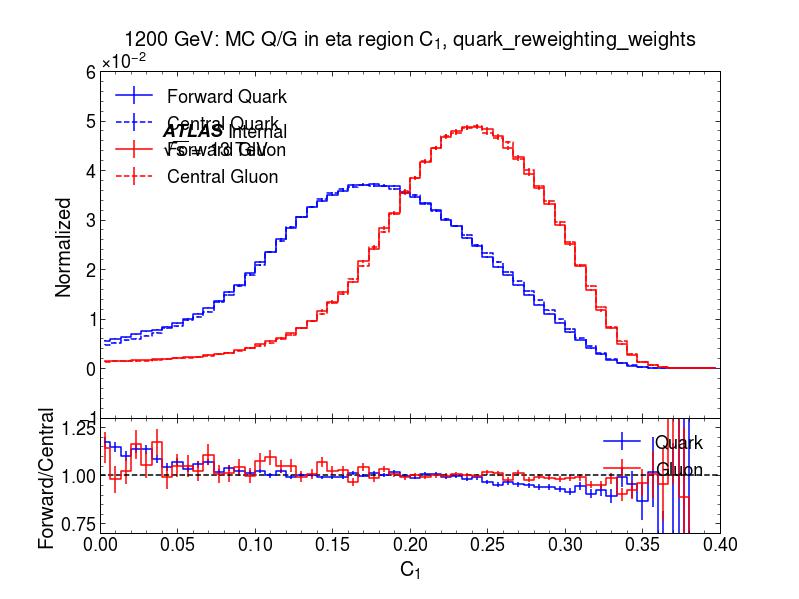 1200 GeV: MC Q/G in eta region C₁, quark_reweighting_weights
×10⁻²
6
5
4
3
2
1
0
−1
Normalized
Forward Quark
Central Quark
ATLAS Internal
√s = 13 TeV
Forward Gluon
Central Gluon
Forward/Central
1.25
1.00
0.75
Quark
Gluon
0.00 0.05 0.10 0.15 0.20 0.25 0.30 0.35 0.40
C₁